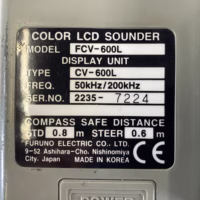 COLOR LCD SOUNDER
MODEL FCV-600L
DISPLAY UNIT
TYPE CV-600L
FREQ. 50kHz/200kHz
SER.NO. 2235-7224
COMPASS SAFE DISTANCE
STD 0.8 m STEER 0.6 m
FURUNO ELECTRIC CO., LTD.
9-52 Ashihara-Cho, Nishinomiya
City, Japan MADE IN KOREA
POWER